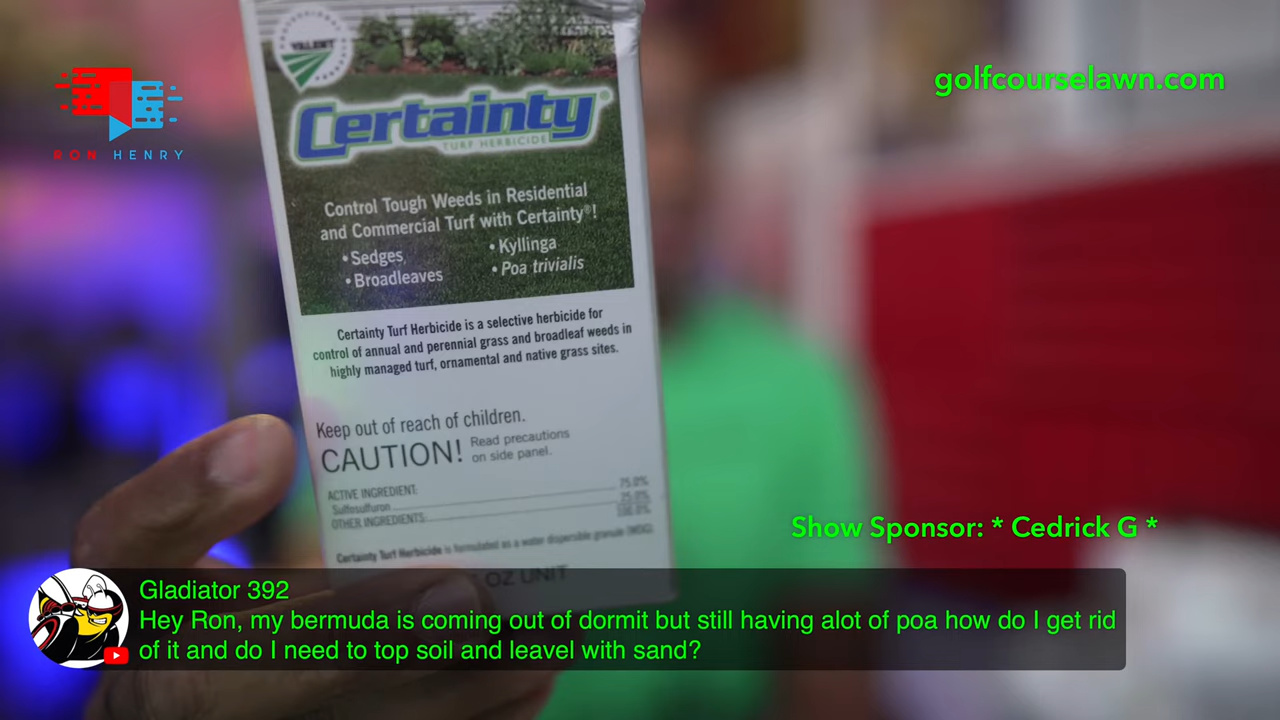 RON HENRY
golfcourselawn.com
VALENT
Certainty®
TURF HERBICIDE
Control Tough Weeds in Residential
and Commercial Turf with Certainty®!
• Sedges
• Kyllinga
• Broadleaves
• Poa trivialis
Certainty Turf Herbicide is a selective herbicide for
control of annual and perennial grass and broadleaf weeds in
highly managed turf, ornamental and native grass sites.
Keep out of reach of children.
CAUTION! Read precautions
on side panel.
ACTIVE INGREDIENT:
Sulfosulfuron 75.0%
OTHER INGREDIENTS: 25.0%
100.0%
Certainty Turf Herbicide is formulated as a water dispersible granule (WDG).
OZ UNIT
Show Sponsor: * Cedrick G *
Gladiator 392
Hey Ron, my bermuda is coming out of dormit but still having alot of poa how do I get rid
of it and do I need to top soil and leavel with sand?